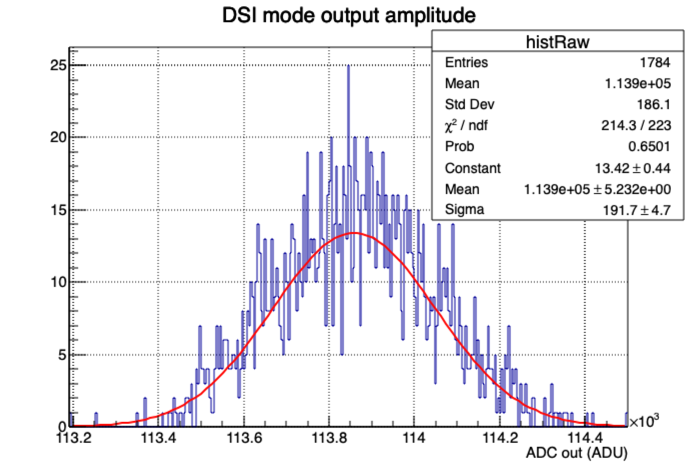 DSI mode output amplitude
histRaw
Entries 1784
Mean 1.139e+05
Std Dev 186.1
χ² / ndf 214.3 / 223
Prob 0.6501
Constant 13.42 ± 0.44
Mean 1.139e+05 ± 5.232e+00
Sigma 191.7 ± 4.7
25
20
15
10
5
0
113.2 113.4 113.6 113.8 114 114.2 114.4 ×10³
ADC out (ADU)